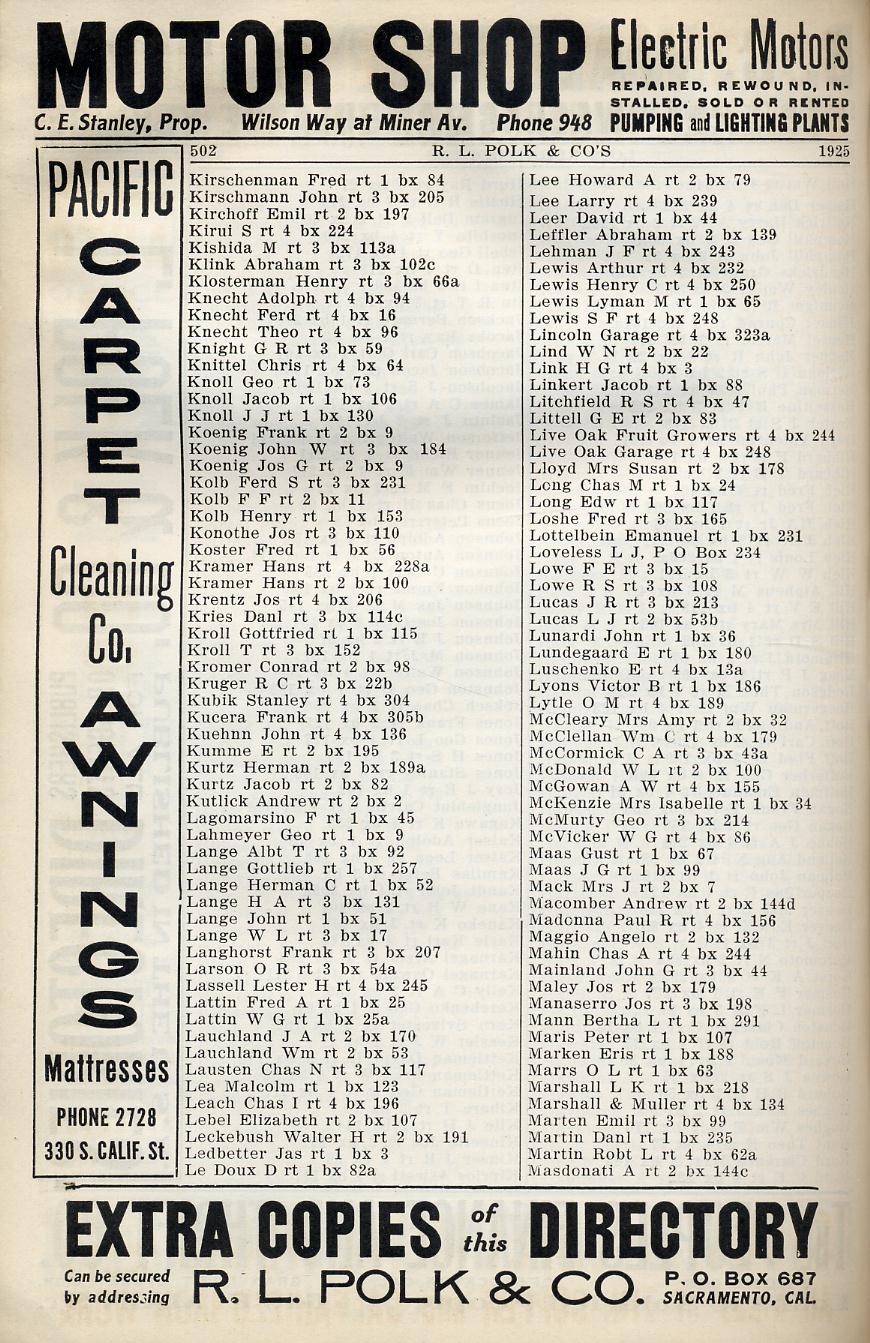 MOTOR SHOP
Electric Motors
REPAIRED, REWOUND, IN-
STALLED, SOLD OR RENTED
PUMPING and LIGHTING PLANTS
C. E. Stanley, Prop. Wilson Way at Miner Av. Phone 948
502 R. L. POLK & CO'S 1925
PACIFIC
CARPET
Cleaning
Co.
AWNINGS
Mattresses
PHONE 2728
330 S. CALIF. St.
Kirschenman Fred rt 1 bx 84
Kirschmann John rt 3 bx 205
Kirchoff Emil rt 2 bx 197
Kirui S rt 4 bx 224
Kishida M rt 3 bx 113a
Klink Abraham rt 3 bx 102c
Klosterman Henry rt 3 bx 66a
Knecht Adolph rt 4 bx 94
Knecht Ferd rt 4 bx 16
Knecht Theo rt 4 bx 96
Knight G R rt 3 bx 59
Knittel Chris rt 4 bx 64
Knoll Geo rt 1 bx 73
Knoll Jacob rt 1 bx 106
Knoll J J rt 1 bx 130
Koenig Frank rt 2 bx 9
Koenig John W rt 3 bx 184
Koenig Jos G rt 2 bx 9
Kolb Ferd S rt 3 bx 231
Kolb F F rt 2 bx 11
Kolb Henry rt 1 bx 153
Konothe Jos rt 3 bx 110
Koster Fred rt 1 bx 56
Kramer Hans rt 4 bx 228a
Kramer Hans rt 2 bx 100
Krentz Jos rt 4 bx 206
Kries Danl rt 3 bx 114c
Kroll Gottfried rt 1 bx 115
Kroll T rt 3 bx 152
Kromer Conrad rt 2 bx 98
Kruger R C rt 3 bx 22b
Kubik Stanley rt 4 bx 304
Kucera Frank rt 4 bx 305b
Kuehnn John rt 4 bx 136
Kumme E rt 2 bx 195
Kurtz Herman rt 2 bx 189a
Kurtz Jacob rt 2 bx 82
Kutlick Andrew rt 2 bx 2
Lagomarsino F rt 1 bx 45
Lahmeyer Geo rt 1 bx 9
Lange Albt T rt 3 bx 92
Lange Gottlieb rt 1 bx 257
Lange Herman C rt 1 bx 52
Lange H A rt 3 bx 131
Lange John rt 1 bx 51
Lange W L rt 3 bx 17
Langhorst Frank rt 3 bx 207
Larson O R rt 3 bx 54a
Lassell Lester H rt 4 bx 245
Lattin Fred A rt 1 bx 25
Lattin W G rt 1 bx 25a
Lauchland J A rt 2 bx 170
Lauchland Wm rt 2 bx 53
Lausten Chas N rt 3 bx 117
Lea Malcolm rt 1 bx 123
Leach Chas I rt 4 bx 196
Lebel Elizabeth rt 2 bx 107
Leckebush Walter H rt 2 bx 191
Ledbetter Jas rt 1 bx 3
Le Doux D rt 1 bx 82a
Lee Howard A rt 2 bx 79
Lee Larry rt 4 bx 239
Leer David rt 1 bx 44
Leffler Abraham rt 2 bx 139
Lehman J F rt 4 bx 243
Lewis Arthur rt 4 bx 232
Lewis Henry C rt 4 bx 250
Lewis Lyman M rt 1 bx 65
Lewis S F rt 4 bx 248
Lincoln Garage rt 4 bx 323a
Lind W N rt 2 bx 22
Link H G rt 4 bx 3
Linkert Jacob rt 1 bx 88
Litchfield R S rt 4 bx 47
Littell G E rt 2 bx 83
Live Oak Fruit Growers rt 4 bx 244
Live Oak Garage rt 4 bx 248
Lloyd Mrs Susan rt 2 bx 178
Long Chas M rt 1 bx 24
Long Edw rt 1 bx 117
Loshe Fred rt 3 bx 165
Lottelbein Emanuel rt 1 bx 231
Loveless L J, P O Box 234
Lowe F E rt 3 bx 15
Lowe R S rt 3 bx 108
Lucas J R rt 3 bx 213
Lucas L J rt 2 bx 53b
Lunardi John rt 1 bx 36
Lundegaard E rt 1 bx 180
Luschenko E rt 4 bx 13a
Lyons Victor B rt 1 bx 186
Lytle O M rt 4 bx 189
McCleary Mrs Amy rt 2 bx 32
McClellan Wm C rt 4 bx 179
McCormick C A rt 3 bx 43a
McDonald W L rt 2 bx 100
McGowan A W rt 4 bx 155
McKenzie Mrs Isabelle rt 1 bx 34
McMurty Geo rt 3 bx 214
McVicker W G rt 4 bx 86
Maas Gust rt 1 bx 67
Maas J G rt 1 bx 99
Mack Mrs J rt 2 bx 7
Macomber Andrew rt 2 bx 144d
Madonna Paul R rt 4 bx 156
Maggio Angelo rt 2 bx 132
Mahin Chas A rt 4 bx 244
Mainland John G rt 3 bx 44
Maley Jos rt 2 bx 179
Manaserro Jos rt 3 bx 198
Mann Bertha L rt 1 bx 291
Maris Peter rt 1 bx 107
Marken Eris rt 1 bx 188
Marrs O L rt 1 bx 63
Marshall L K rt 1 bx 218
Marshall & Muller rt 4 bx 134
Marten Emil rt 3 bx 99
Martin Danl rt 1 bx 235
Martin Robt L rt 4 bx 62a
Masdonati A rt 2 bx 144c
EXTRA COPIES of this DIRECTORY
Can be secured
by addressing
R. L. POLK & CO.
P. O. BOX 687
SACRAMENTO, CAL.